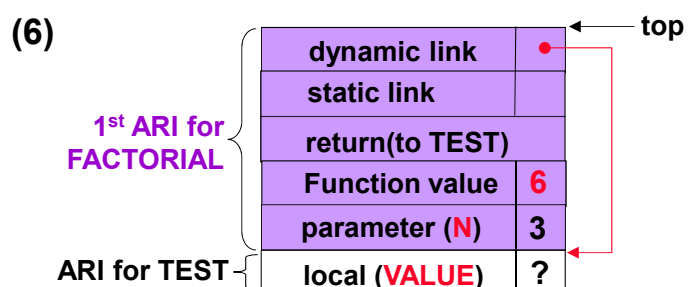 (6)
top
dynamic link
static link
1st ARI for
FACTORIAL
return(to TEST)
Function value 6
parameter (N) 3
ARI for TEST
local (VALUE) ?